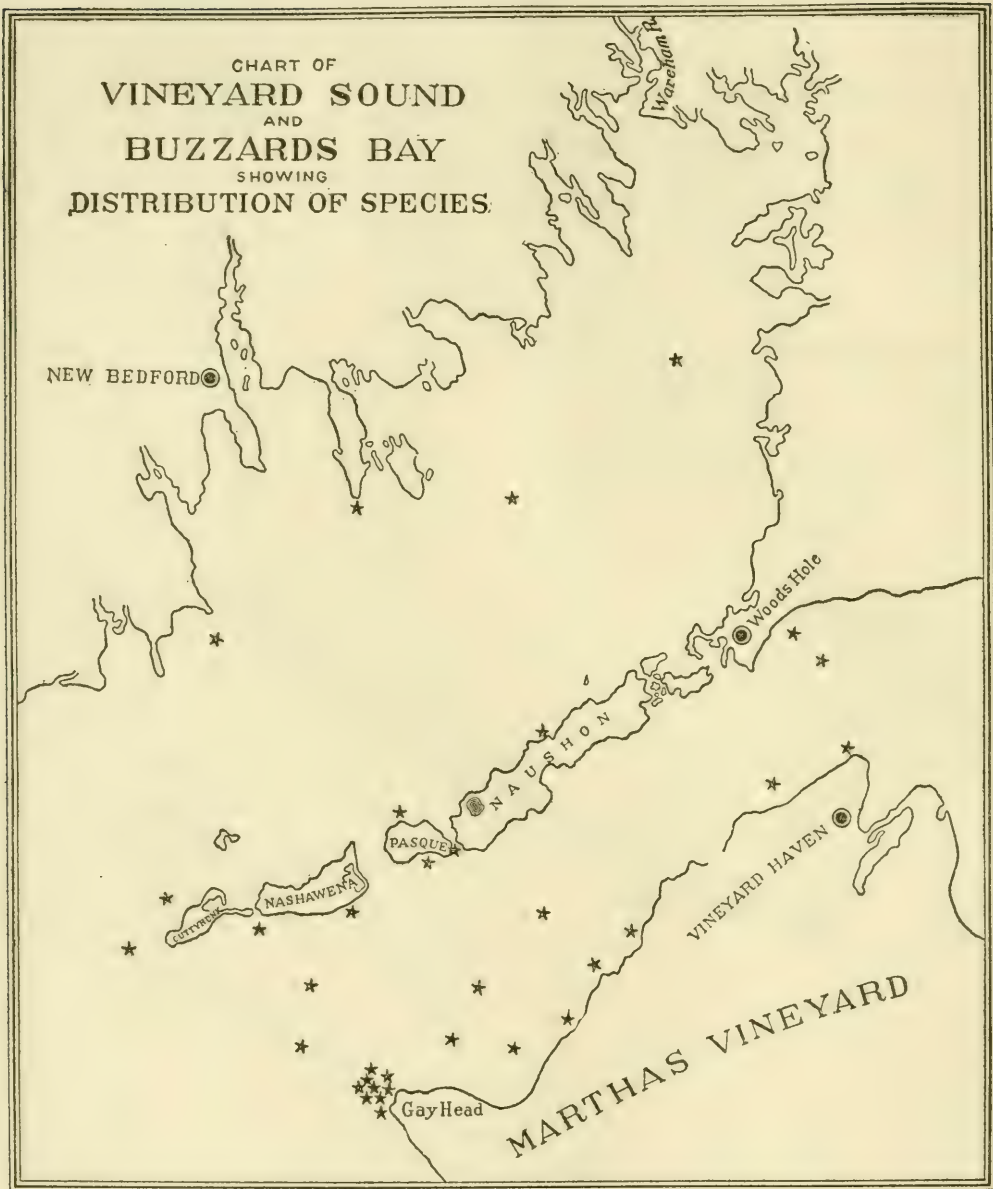 CHART OF
VINEYARD SOUND
AND
BUZZARDS BAY
SHOWING
DISTRIBUTION OF SPECIES.
Wareham R.
NEW BEDFORD
Woods Hole
NAUSHON
PASQUE
NASHAWENA
CUTTYHUNK
VINEYARD HAVEN
MARTHAS VINEYARD
Gay Head